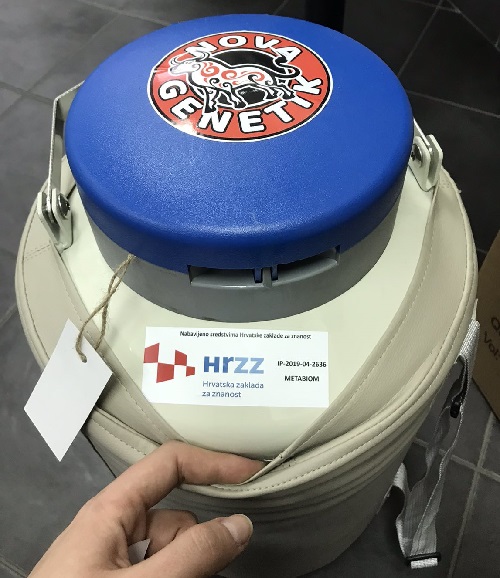 NOVA
GENETIK
Nabavljeno sredstvima Hrvatske zaklade za znanost
HRZZ
IP-2019-04-2636
METABIOM
Hrvatska zaklada
za znanost